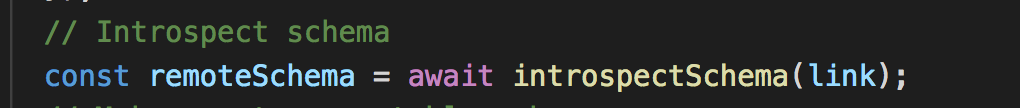 // Introspect schema
const remoteSchema = await introspectSchema(link);